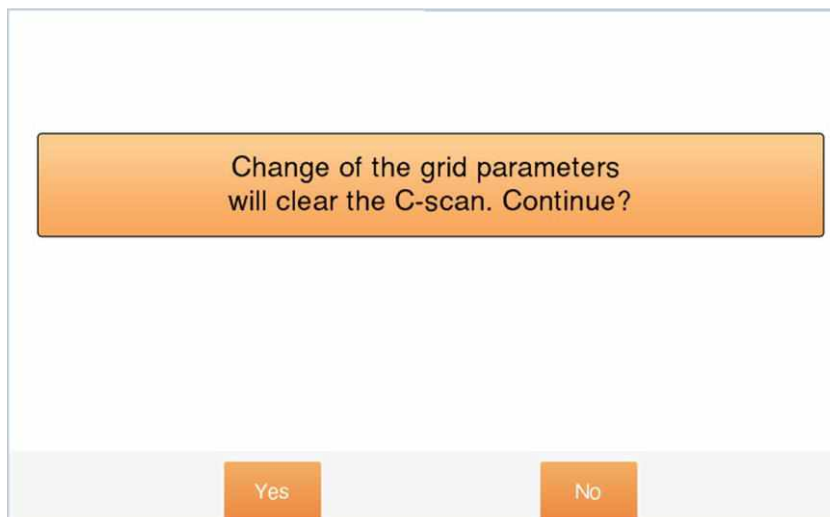 Change of the grid parameters
will clear the C-scan. Continue?
Yes
No